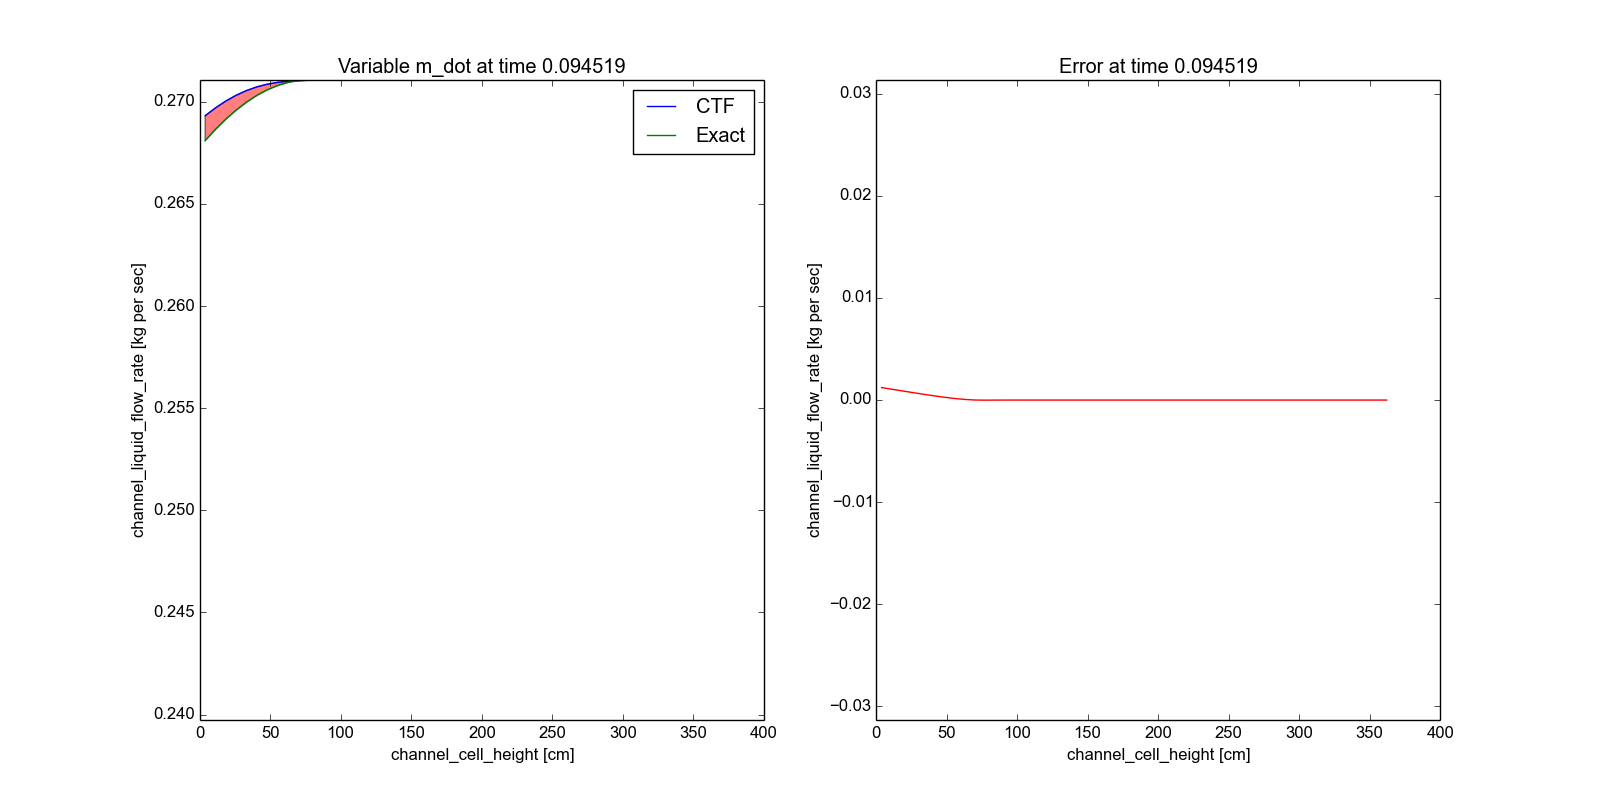 Variable m_dot at time 0.094519
0.270
0.265
0.260
0.255
0.250
0.245
0.240
channel_liquid_flow_rate [kg per sec]
CTF
Exact
0 50 100 150 200 250 300 350 400
channel_cell_height [cm]
Error at time 0.094519
0.03
0.02
0.01
0.00
−0.01
−0.02
−0.03
channel_liquid_flow_rate [kg per sec]
0 50 100 150 200 250 300 350 400
channel_cell_height [cm]